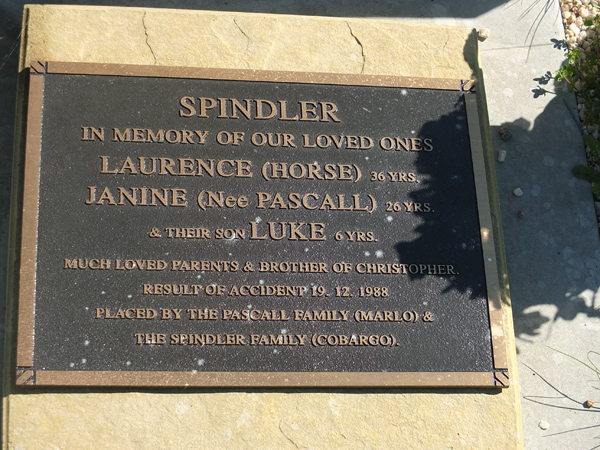 SPINDLER
IN MEMORY OF OUR LOVED ONES
LAURENCE (HORSE) 36 YRS.
JANINE (Nee PASCALL) 26 YRS.
& THEIR SON LUKE 6 YRS.
MUCH LOVED PARENTS & BROTHER OF CHRISTOPHER.
RESULT OF ACCIDENT 19. 12. 1988
PLACED BY THE PASCALL FAMILY (MARLO) &
THE SPINDLER FAMILY (COBARGO).